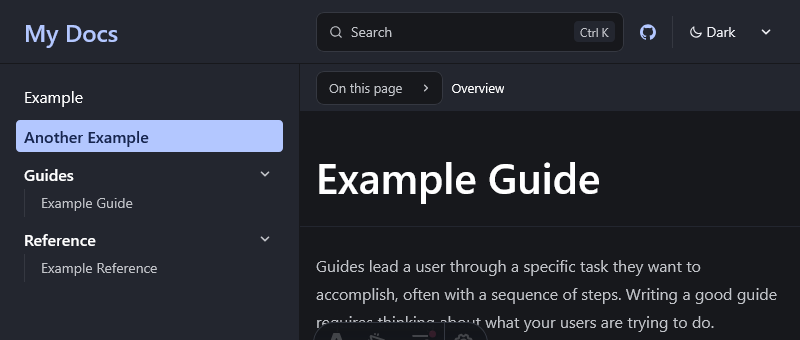 My Docs
Search
Ctrl K
Dark
Example
Another Example
Guides
Example Guide
Reference
Example Reference
On this page
Overview
Example Guide
Guides lead a user through a specific task they want to
accomplish, often with a sequence of steps. Writing a good guide
requires thinking about what your users are trying to do.